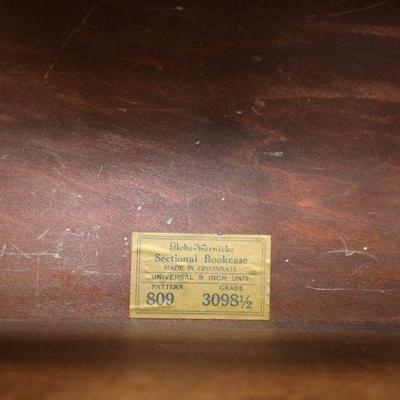 Globe-Wernicke
Sectional Bookcase
MADE IN CINCINNATI
UNIVERSAL 9 INCH UNIT
PATTERN GRADE
809 3098½